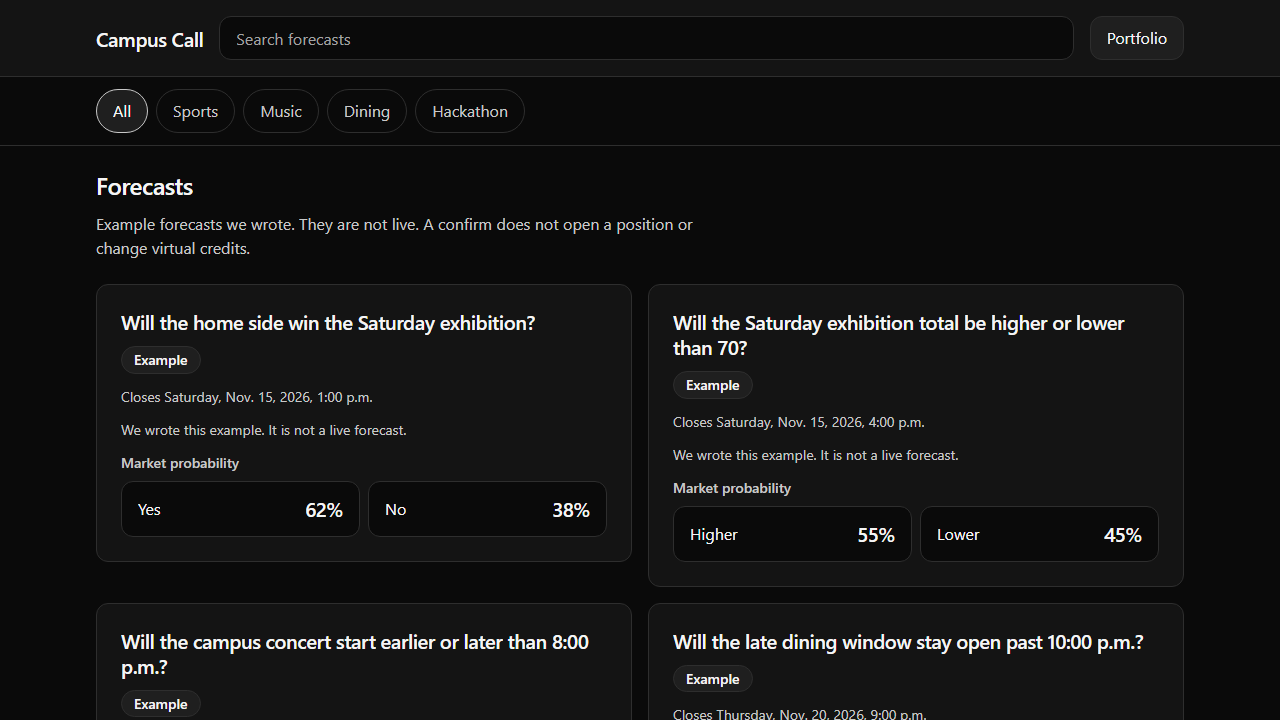 Campus Call
Search forecasts
Portfolio
All
Sports
Music
Dining
Hackathon
Forecasts
Example forecasts we wrote. They are not live. A confirm does not open a position or
change virtual credits.
Will the home side win the Saturday exhibition?
Example
Closes Saturday, Nov. 15, 2026, 1:00 p.m.
We wrote this example. It is not a live forecast.
Market probability
Yes
62%
No
38%
Will the Saturday exhibition total be higher or lower
than 70?
Example
Closes Saturday, Nov. 15, 2026, 4:00 p.m.
We wrote this example. It is not a live forecast.
Market probability
Higher
55%
Lower
45%
Will the campus concert start earlier or later than 8:00
p.m.?
Example
Will the late dining window stay open past 10:00 p.m.?
Example
Closes Thursday, Nov. 20, 2026, 9:00 p.m.